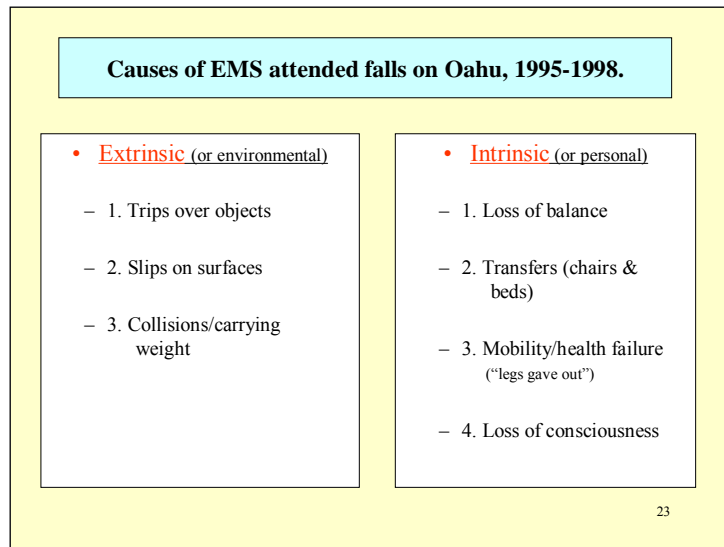 Causes of EMS attended falls on Oahu, 1995-1998.
• Extrinsic (or environmental)
– 1. Trips over objects
– 2. Slips on surfaces
– 3. Collisions/carrying
weight
• Intrinsic (or personal)
– 1. Loss of balance
– 2. Transfers (chairs &
beds)
– 3. Mobility/health failure
(“legs gave out”)
– 4. Loss of consciousness
23